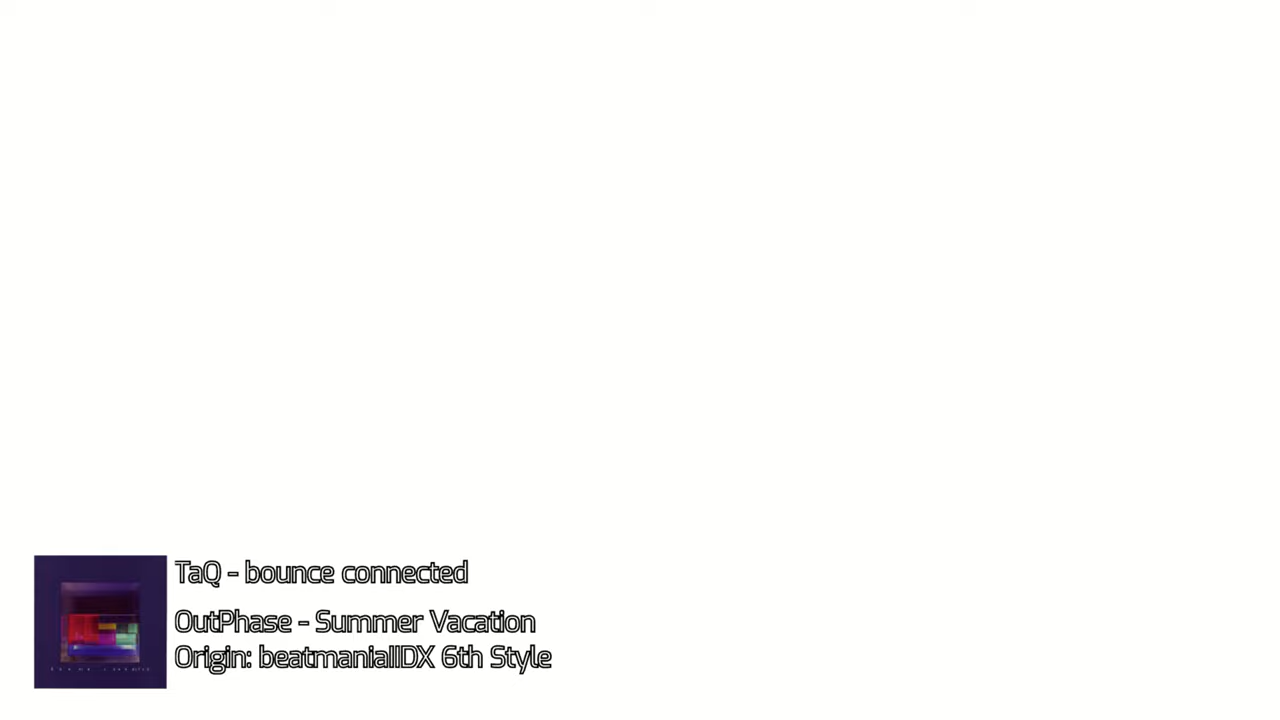 TaQ - bounce connected
OutPhase - Summer Vacation
Origin: beatmaniaIIDX 6th Style